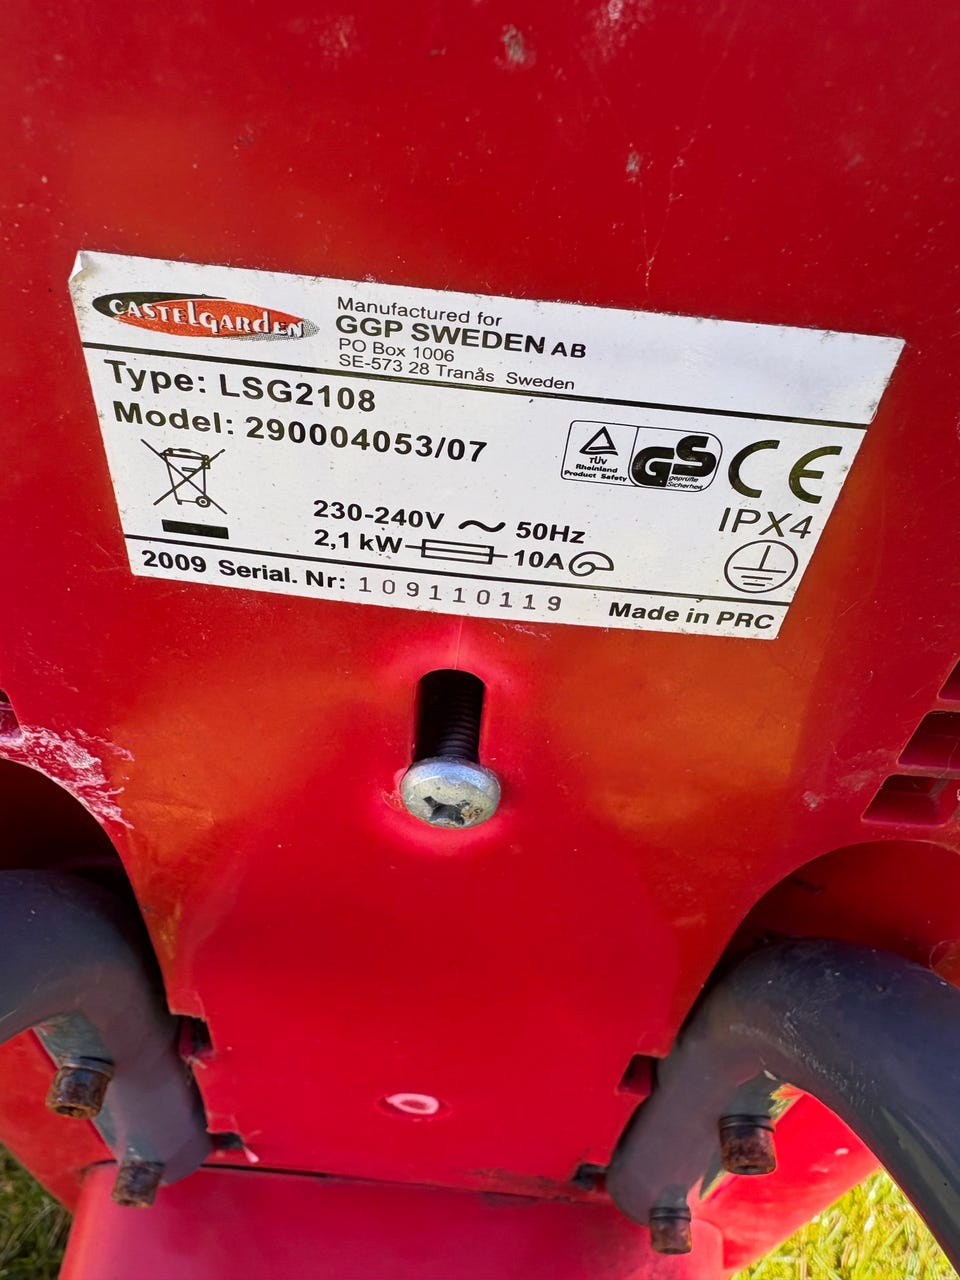 CASTELGARDEN
Manufactured for
GGP SWEDEN AB
PO Box 1006
SE-573 28 Tranås Sweden
Type: LSG2108
Model: 290004053/07
TÜV
Rheinland
Product Safety
GS
geprüfte
Sicherheit
CE
IPX4
230-240V ~ 50Hz
2,1 kW 10A
2009 Serial. Nr: 109110119
Made in PRC